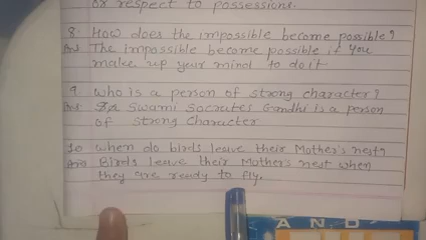 or respect to possessions.
8. How does the impossible become possible?
Ans The impossible become possible if you
make up your mind to do it
9. Who is a person of strong character?
Ans. Swami Socrates Gandhi is a person
of Strong Character
10 When do birds leave their Mother's nest?
Ans Birds leave their Mother's nest when
they are ready to fly.
AND